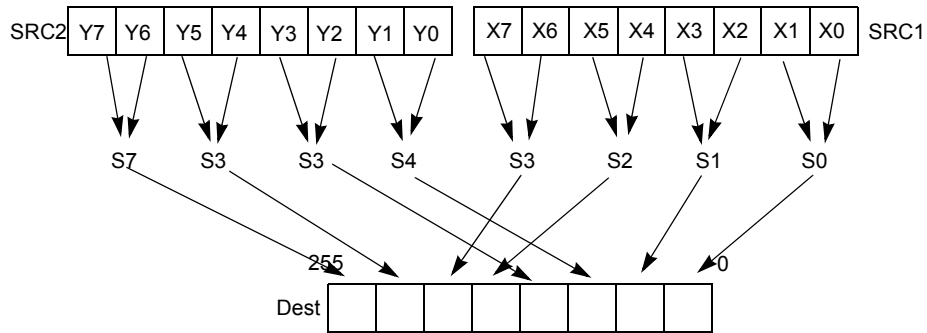 SRC2 Y7 Y6 Y5 Y4 Y3 Y2 Y1 Y0 X7 X6 X5 X4 X3 X2 X1 X0 SRC1
S7 S3 S3 S4 S3 S2 S1 S0
255 0
Dest